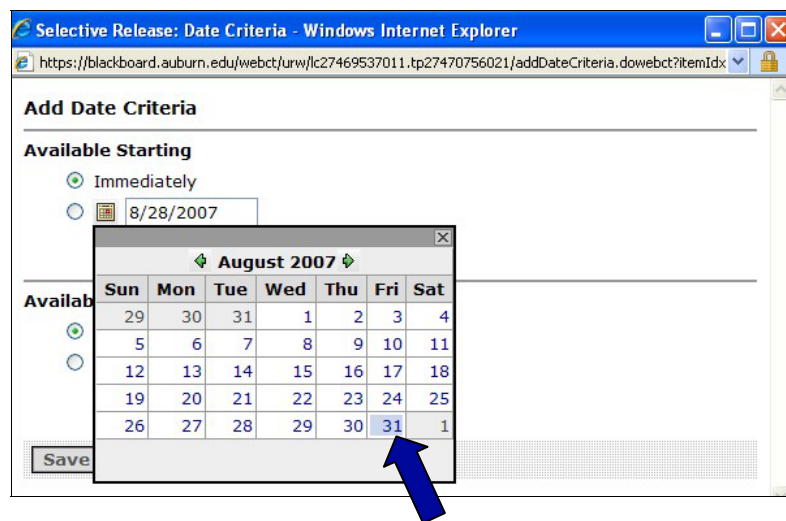 Selective Release: Date Criteria - Windows Internet Explorer
https://blackboard.auburn.edu/webct/urw/lc27469537011.tp27470756021/addDateCriteria.dowebct?itemIdx
Add Date Criteria
Available Starting
Immediately
8/28/2007
August 2007
Sun Mon Tue Wed Thu Fri Sat
29 30 31 1 2 3 4
5 6 7 8 9 10 11
12 13 14 15 16 17 18
19 20 21 22 23 24 25
26 27 28 29 30 31 1
Availab
Save